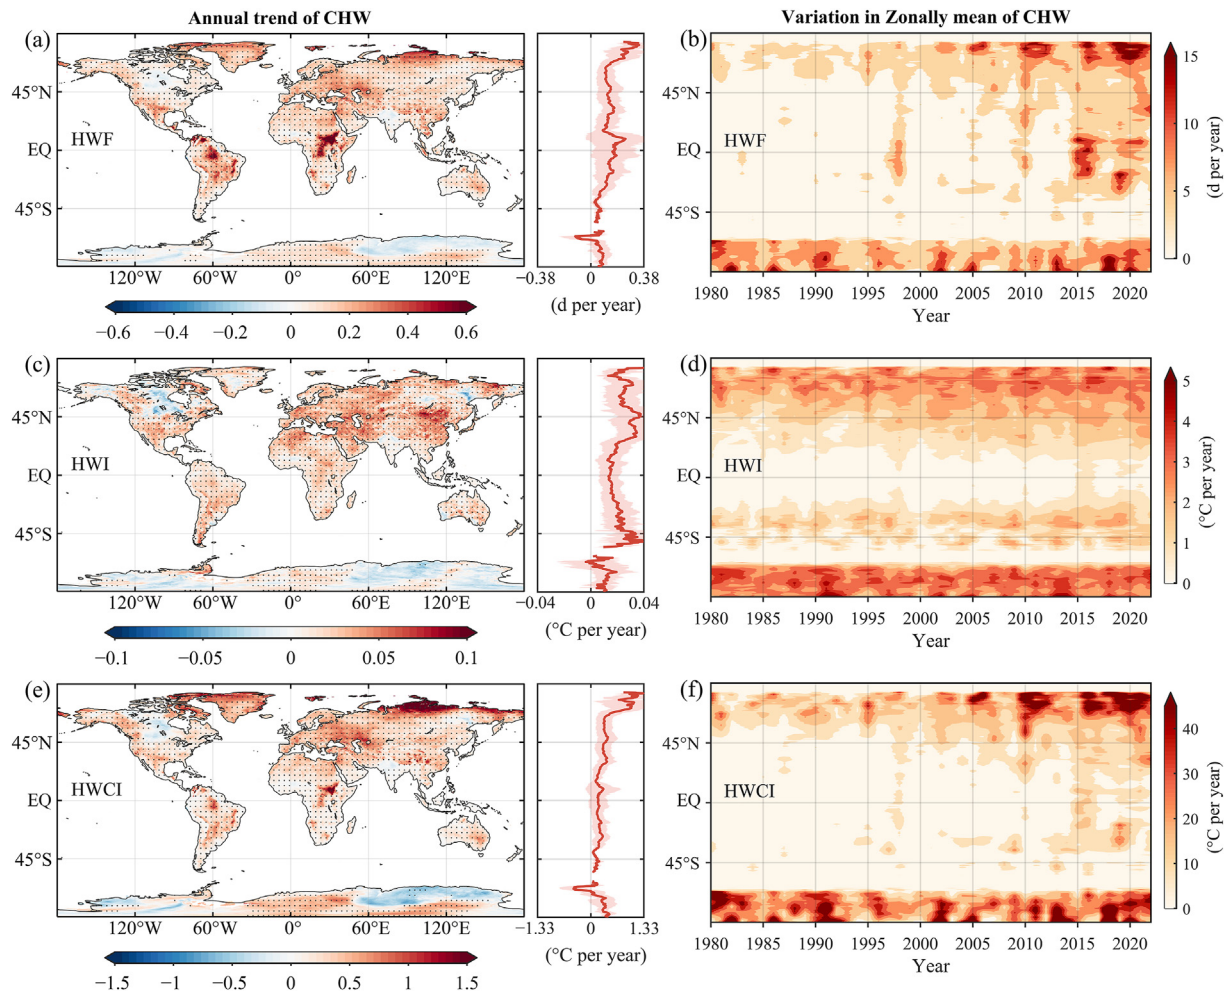 Annual trend of CHW
Variation in Zonally mean of CHW
(a)
45°N
EQ
45°S
HWF
120°W 60°W 0° 60°E 120°E
−0.38 0 0.38
(d per year)
−0.6 −0.4 −0.2 0 0.2 0.4 0.6
(b)
45°N
EQ
45°S
HWF
1980 1985 1990 1995 2000 2005 2010 2015 2020
Year
15
10
5
0
(d per year)
(c)
45°N
EQ
45°S
HWI
120°W 60°W 0° 60°E 120°E
−0.04 0 0.04
(°C per year)
−0.1 −0.05 0 0.05 0.1
(d)
45°N
EQ
45°S
HWI
1980 1985 1990 1995 2000 2005 2010 2015 2020
Year
5
4
3
2
1
0
(°C per year)
(e)
45°N
EQ
45°S
HWCI
120°W 60°W 0° 60°E 120°E
−1.33 0 1.33
(°C per year)
−1.5 −1 −0.5 0 0.5 1 1.5
(f)
45°N
EQ
45°S
HWCI
1980 1985 1990 1995 2000 2005 2010 2015 2020
Year
40
30
20
10
0
(°C per year)